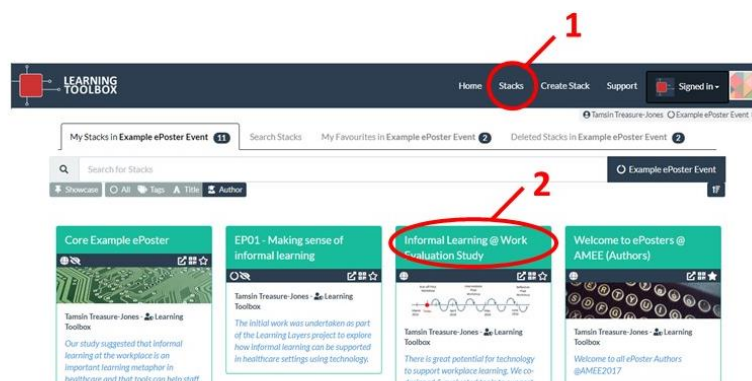 1
LEARNING
TOOLBOX
Home Stacks Create Stack Support Signed in
Tamsin Treasure-Jones Example ePoster Event
My Stacks in Example ePoster Event 11 Search Stacks My Favourites in Example ePoster Event 2 Deleted Stacks in Example ePoster Event 2
Search for Stacks Example ePoster Event
Showcase All Tags A Title Author
2
Core Example ePoster
Tamsin Treasure-Jones - Learning
Toolbox
Our study suggested that informal
learning at the workplace is an
important learning metaphor in
healthcare and that tools can help staff
EP01 - Making sense of
informal learning
Tamsin Treasure-Jones - Learning
Toolbox
The initial work was undertaken as part
of the Learning Layers project to explore
how informal learning can be supported
in healthcare settings using technology.
Informal Learning @ Work
Evaluation Study
Tamsin Treasure-Jones - Learning
Toolbox
There is great potential for technology
to support workplace learning. We co-
Welcome to ePosters @
AMEE (Authors)
Tamsin Treasure-Jones - Learning
Toolbox
Welcome to all ePoster Authors
@AMEE2017